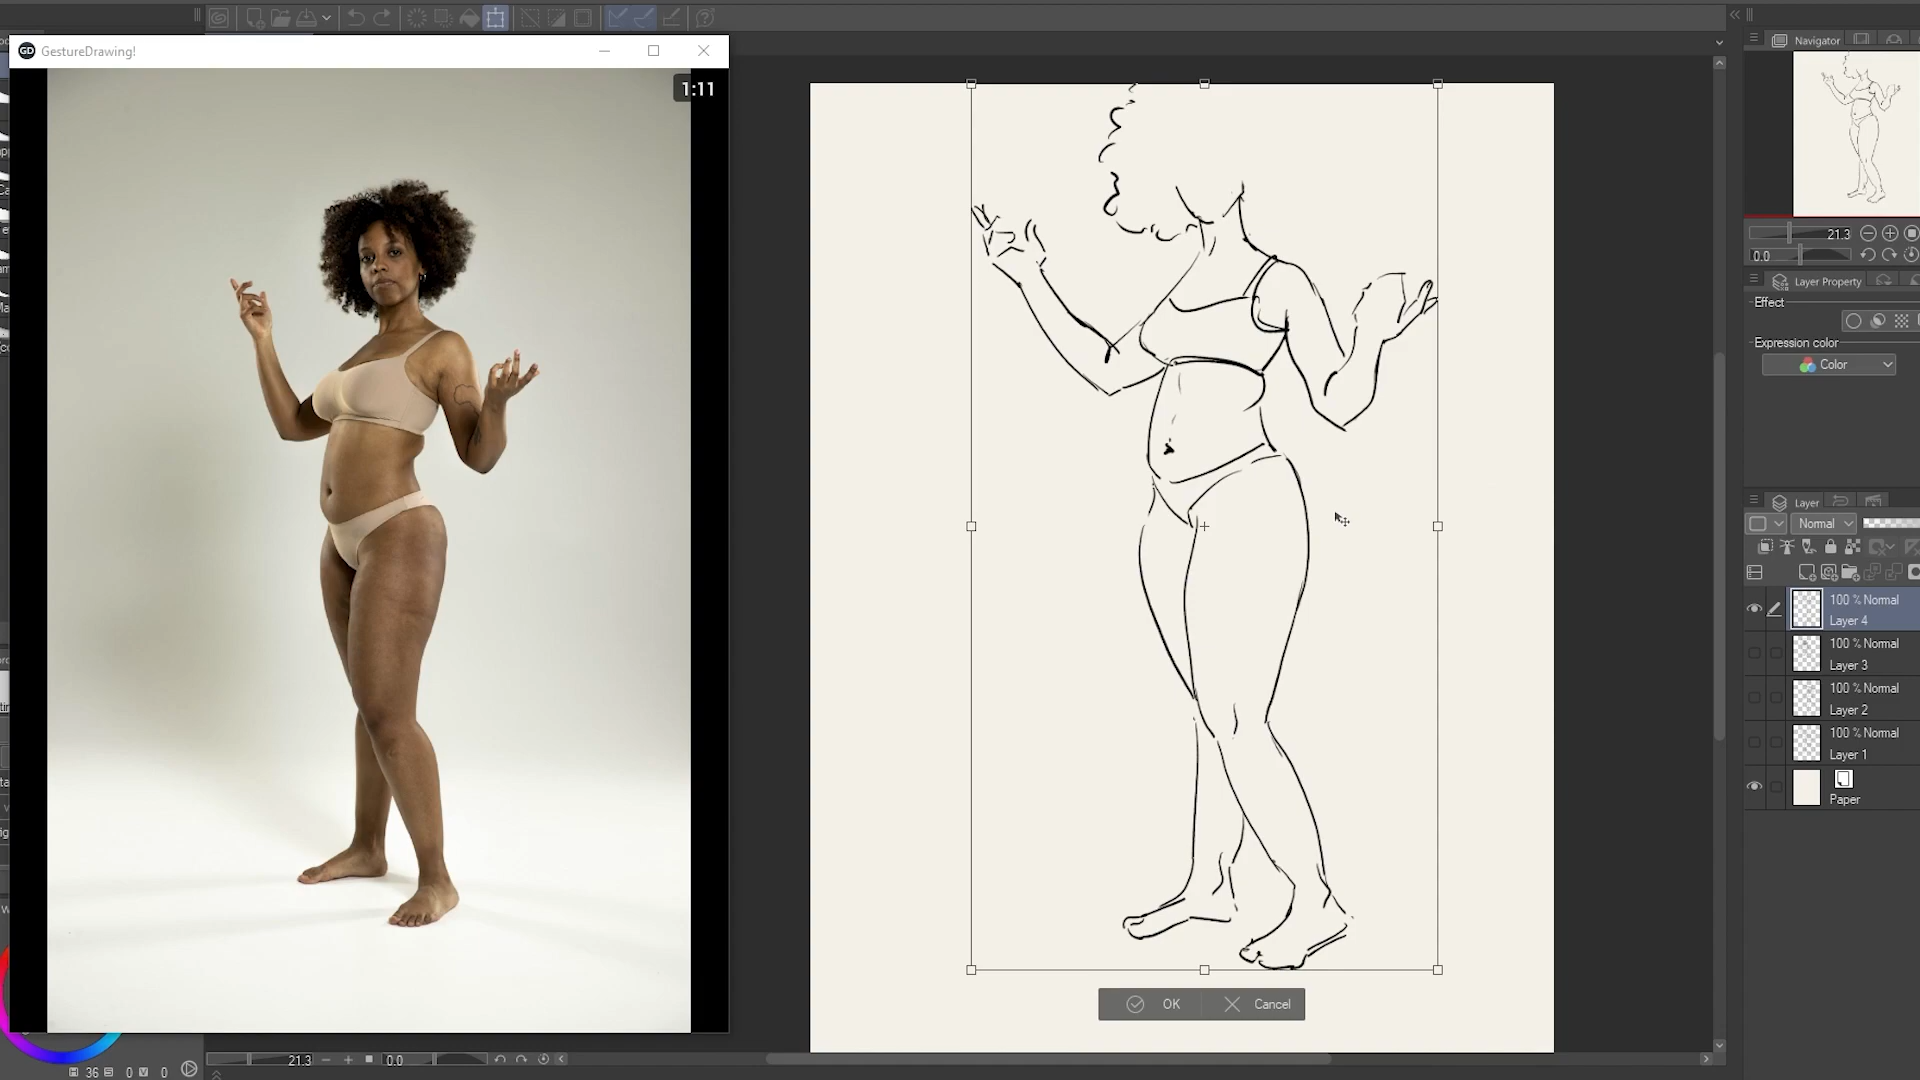 GD GestureDrawing!
1:11
Navigator
21.3
0.0
Layer Property
Effect
Expression color
Color
Layer
Normal
100 % Normal
Layer 4
100 % Normal
Layer 3
100 % Normal
Layer 2
100 % Normal
Layer 1
Paper
OK Cancel
21.3 0.0
H 36 S 0 V 0